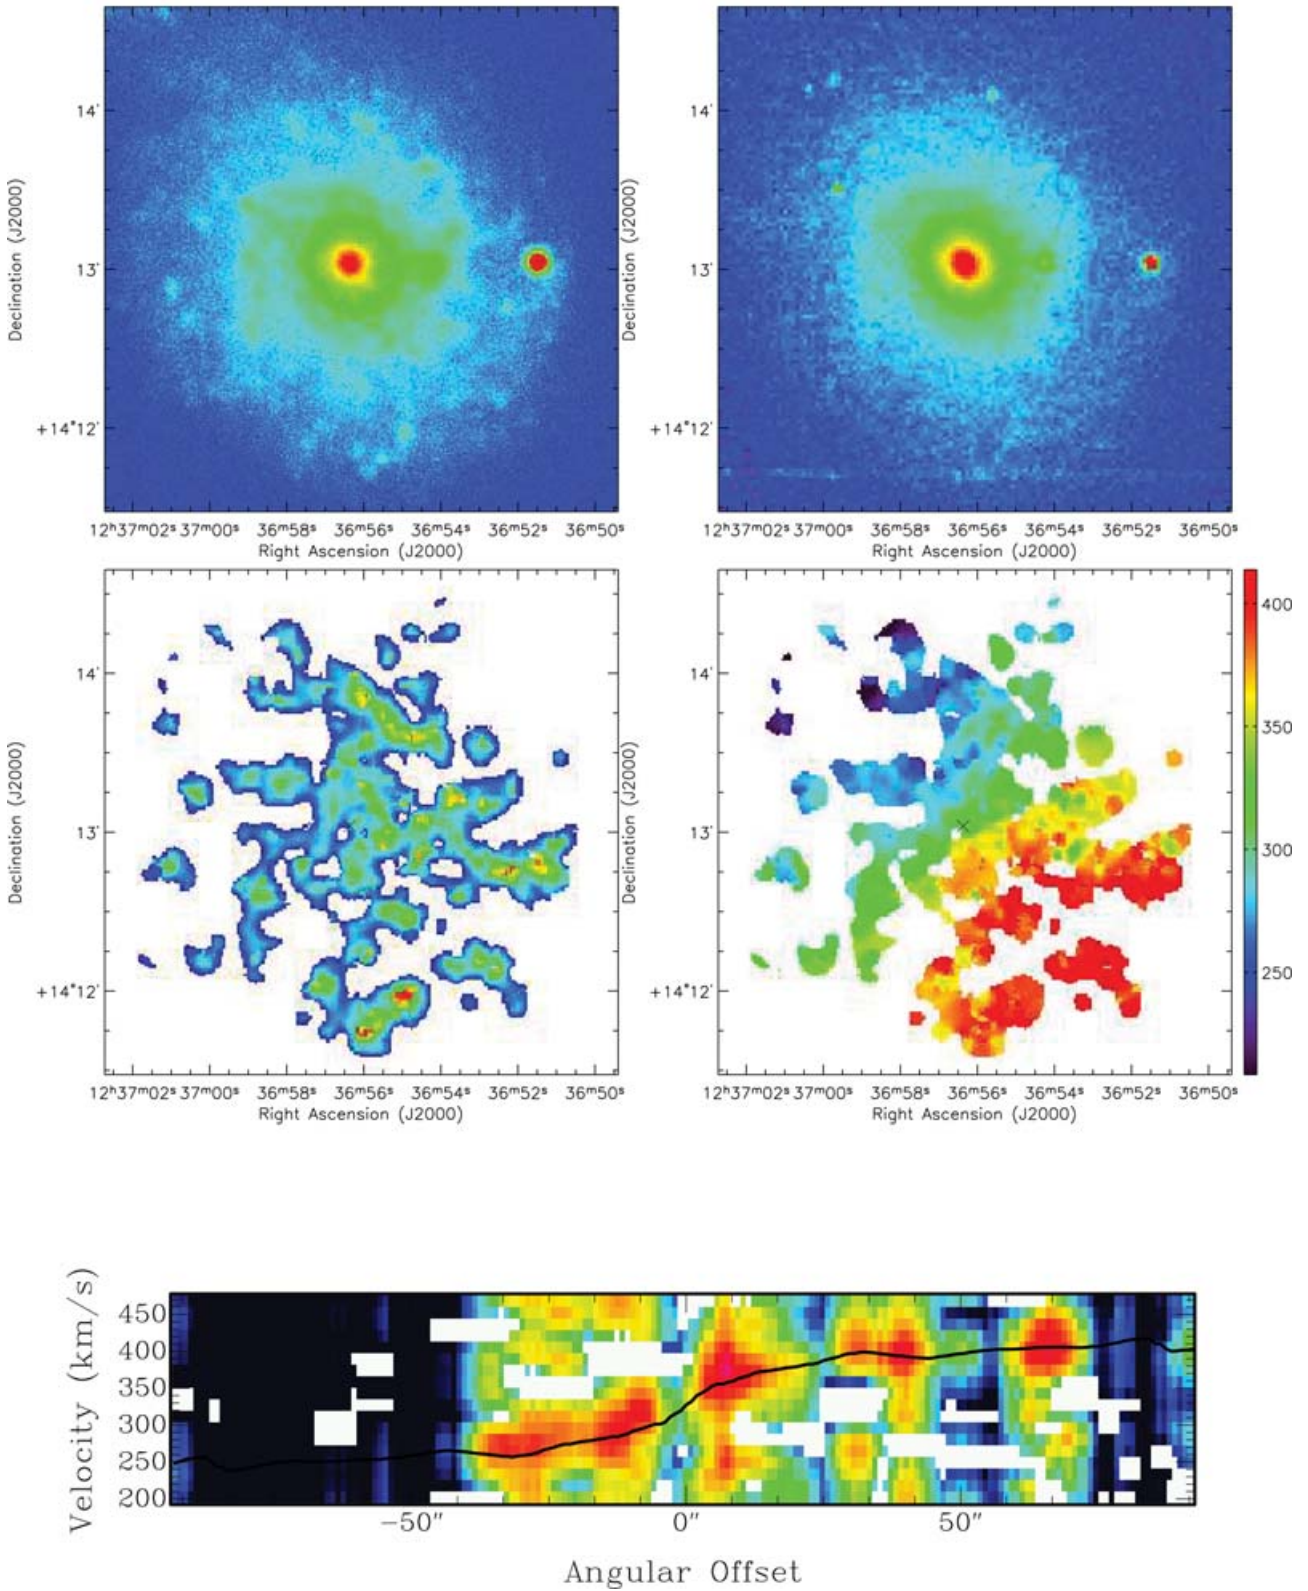 14'
13'
+14°12'
Declination (J2000)
12ʰ37ᵐ02ˢ 37ᵐ00ˢ 36ᵐ58ˢ 36ᵐ56ˢ 36ᵐ54ˢ 36ᵐ52ˢ 36ᵐ50ˢ
Right Ascension (J2000)
14'
13'
+14°12'
Declination (J2000)
12ʰ37ᵐ02ˢ 37ᵐ00ˢ 36ᵐ58ˢ 36ᵐ56ˢ 36ᵐ54ˢ 36ᵐ52ˢ 36ᵐ50ˢ
Right Ascension (J2000)
14'
13'
+14°12'
Declination (J2000)
12ʰ37ᵐ02ˢ 37ᵐ00ˢ 36ᵐ58ˢ 36ᵐ56ˢ 36ᵐ54ˢ 36ᵐ52ˢ 36ᵐ50ˢ
Right Ascension (J2000)
14'
13'
+14°12'
Declination (J2000)
12ʰ37ᵐ02ˢ 37ᵐ00ˢ 36ᵐ58ˢ 36ᵐ56ˢ 36ᵐ54ˢ 36ᵐ52ˢ 36ᵐ50ˢ
Right Ascension (J2000)
400
350
300
250
Velocity (km/s)
450
400
350
300
250
200
−50″ 0″ 50″
Angular Offset